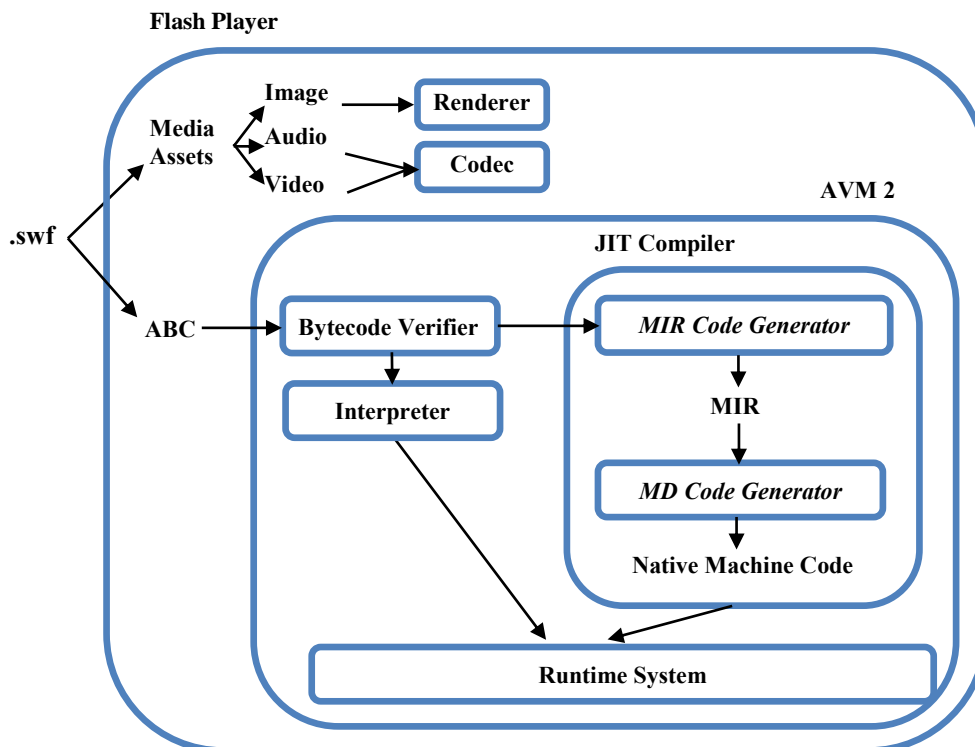 Flash Player
Image
Renderer
Media
Assets
Audio
Codec
Video
AVM 2
.swf
JIT Compiler
ABC
Bytecode Verifier
MIR Code Generator
Interpreter
MIR
MD Code Generator
Native Machine Code
Runtime System